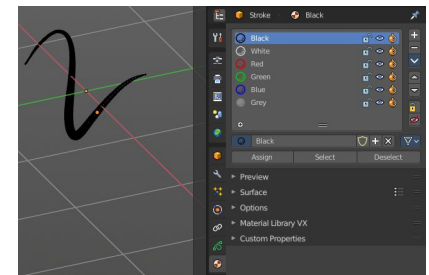 Stroke Black
Black
White
Red
Green
Blue
Grey
Black
Assign Select Deselect
Preview
Surface
Options
Material Library VX
Custom Properties